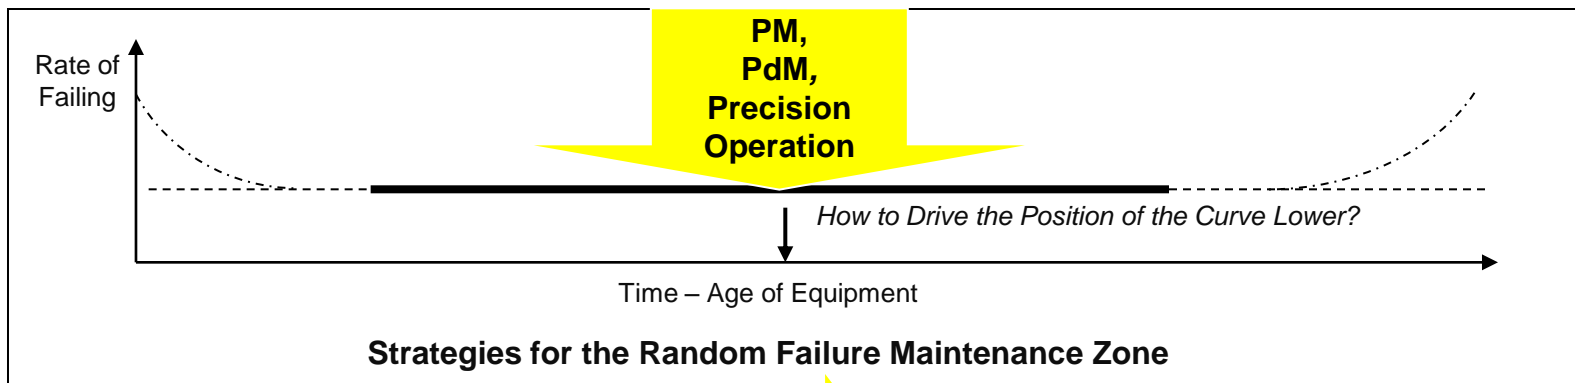 PM,
PdM,
Precision
Operation
Rate of
Failing
How to Drive the Position of the Curve Lower?
Time – Age of Equipment
Strategies for the Random Failure Maintenance Zone